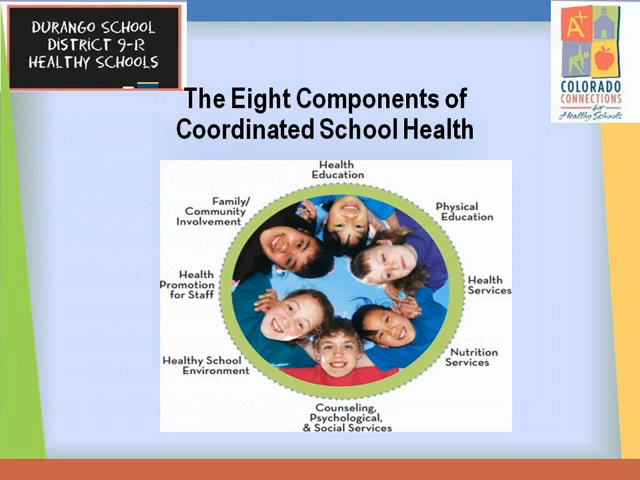 DURANGO SCHOOL
DISTRICT 9-12
HEALTHY SCHOOLS
A+
COLORADO
CONNECTIONS
for
Healthy Schools
The Eight Components of
Coordinated School Health
Health
Education
Physical
Education
Health
Services
Nutrition
Services
Counseling,
Psychological,
& Social Services
Healthy School
Environment
Health
Promotion
for Staff
Family/
Community
Involvement